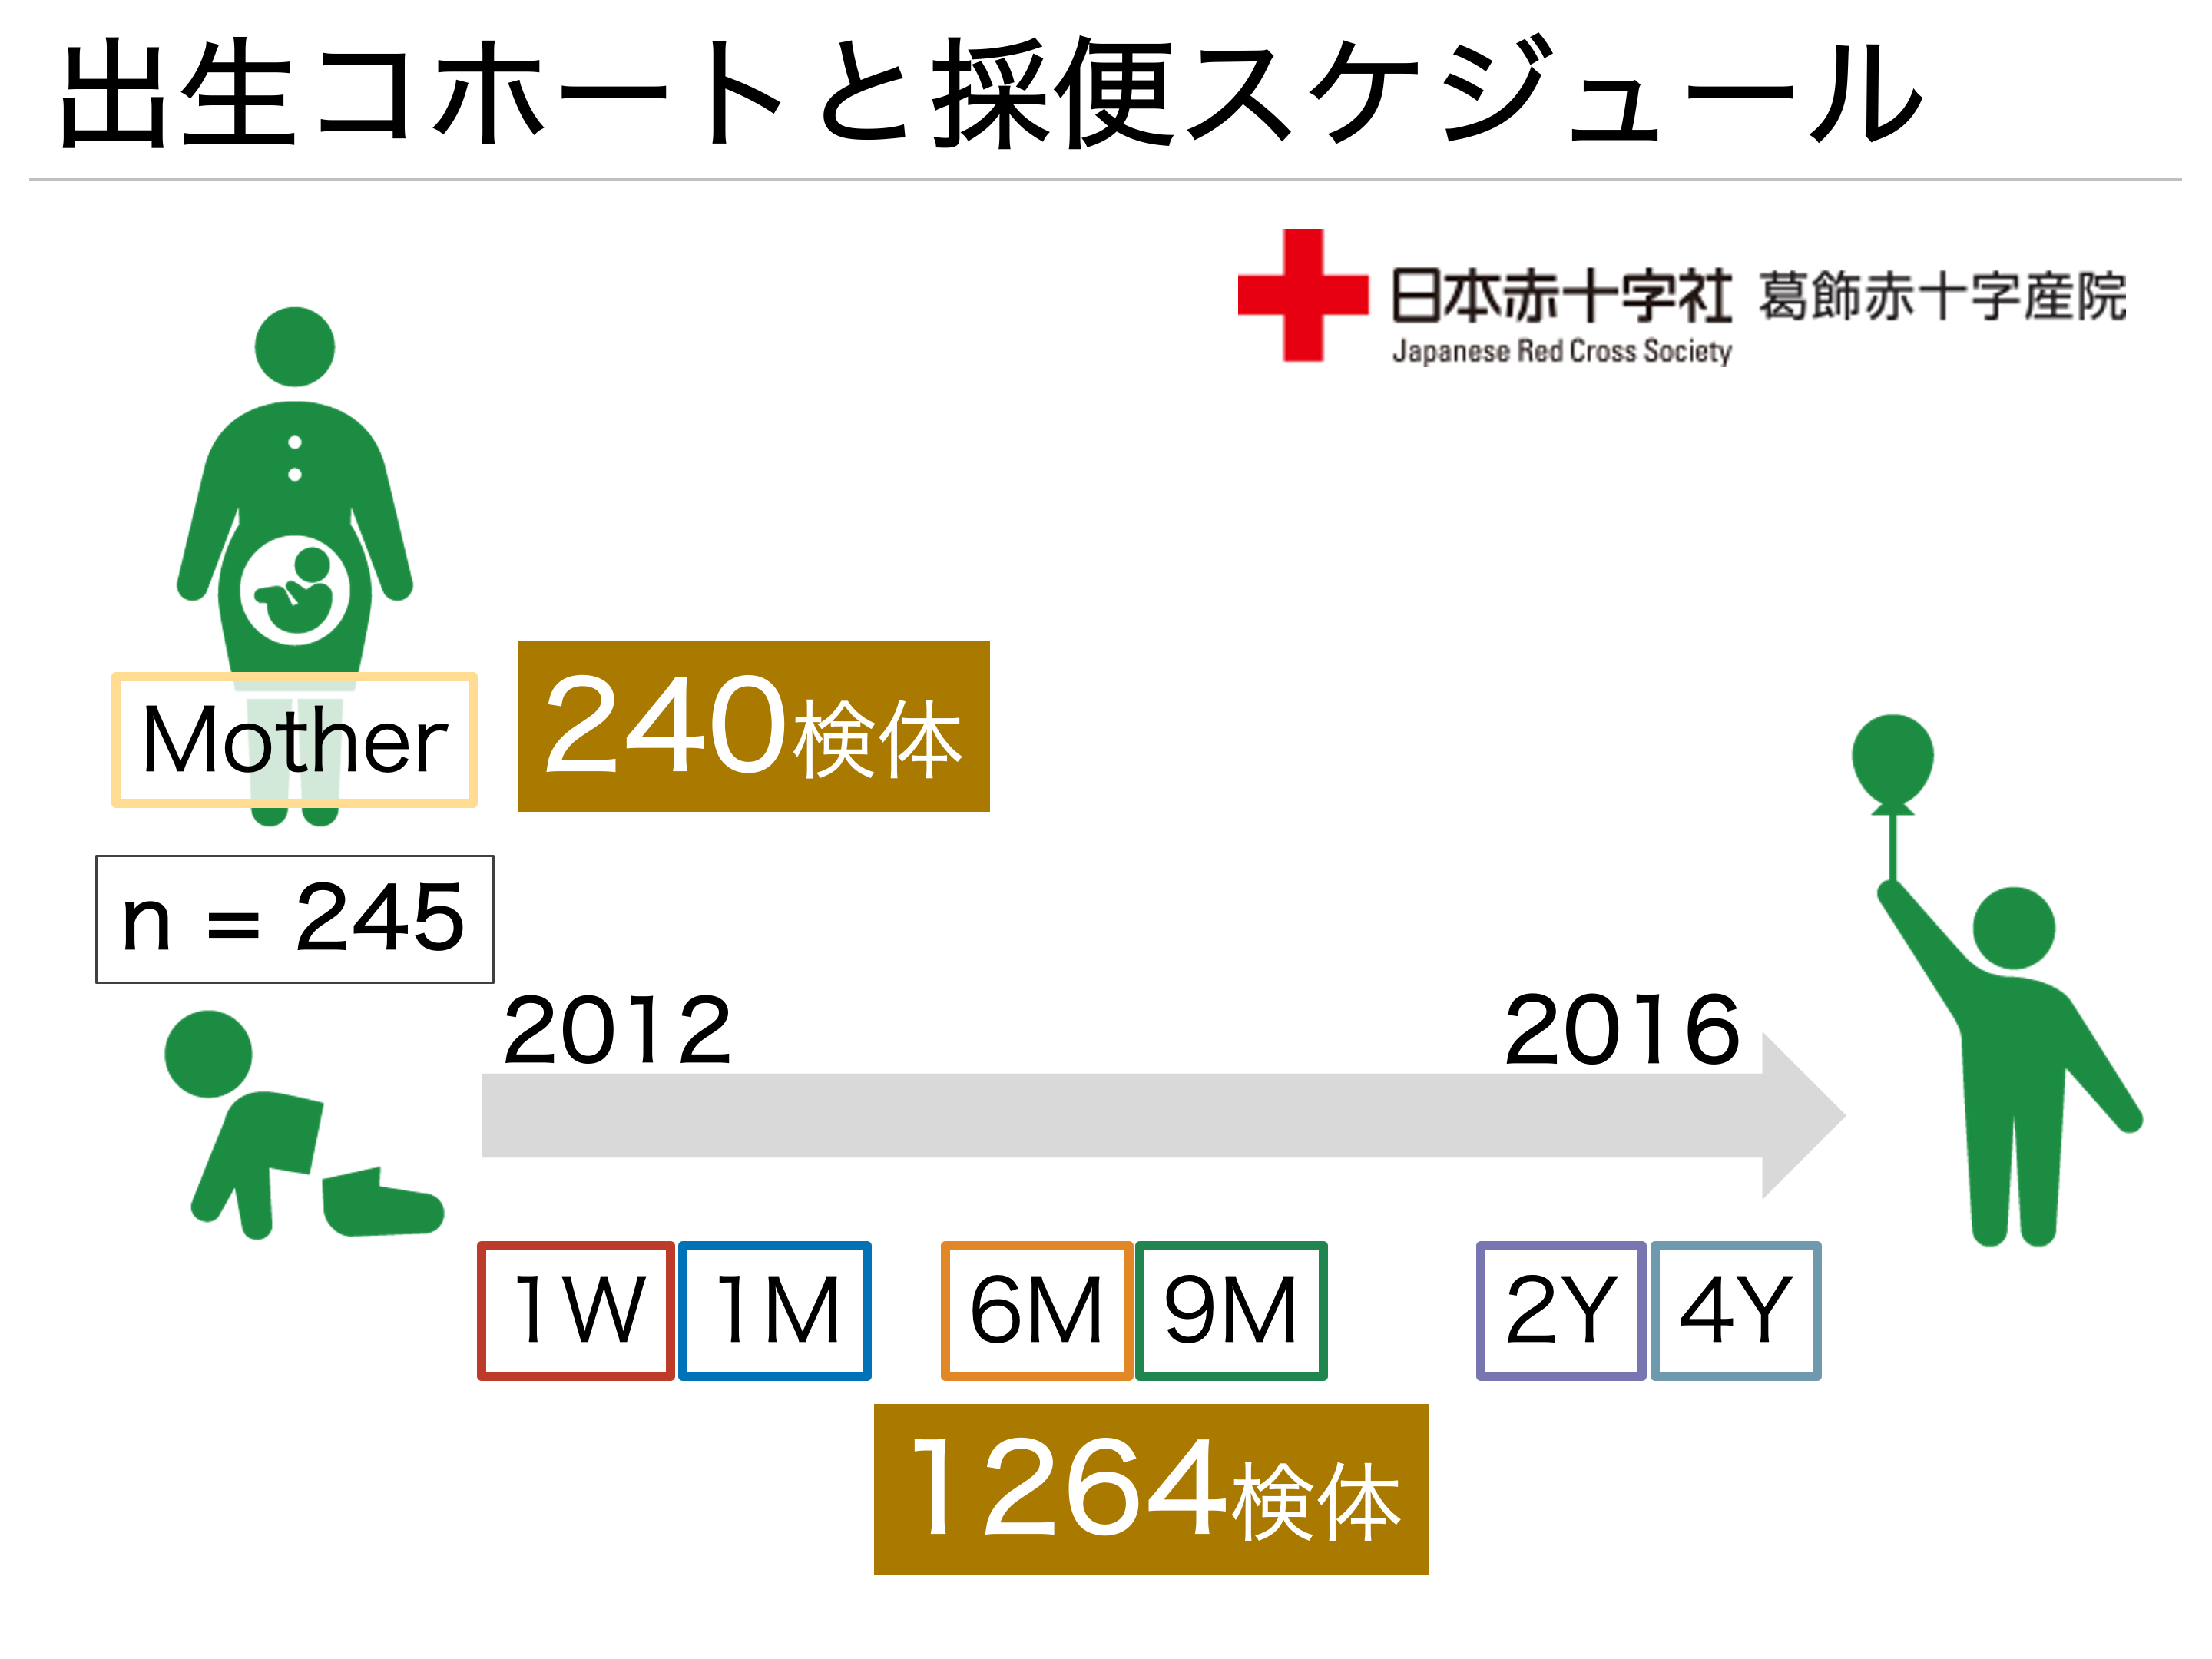 出生コホートと採便スケジュール
日本赤十字社 葛飾赤十字産院
Japanese Red Cross Society
Mother
240検体
n = 245
2012
2016
1W 1M 6M 9M 2Y 4Y
1264検体